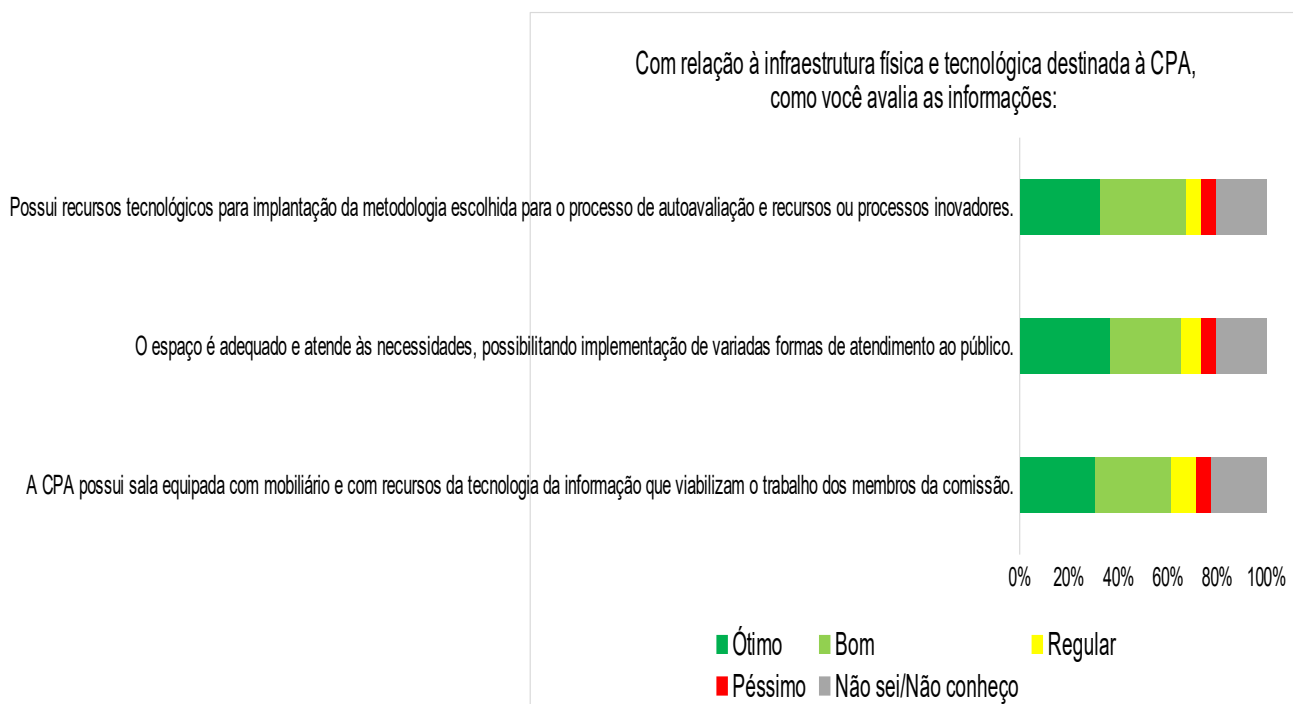 Com relação à infraestrutura física e tecnológica destinada à CPA,
como você avalia as informações:
Possui recursos tecnológicos para implantação da metodologia escolhida para o processo de autoavaliação e recursos ou processos inovadores.
O espaço é adequado e atende às necessidades, possibilitando implementação de variadas formas de atendimento ao público.
A CPA possui sala equipada com mobiliário e com recursos da tecnologia da informação que viabilizam o trabalho dos membros da comissão.
0% 20% 40% 60% 80% 100%
Ótimo Bom Regular
Péssimo Não sei/Não conheço